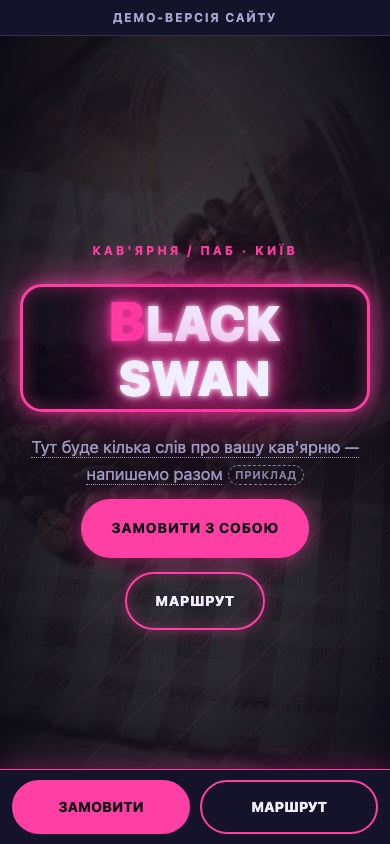 ДЕМО-ВЕРСІЯ САЙТУ
КАВ'ЯРНЯ / ПАБ · КИЇВ
BLACK
SWAN
Тут буде кілька слів про вашу кав'ярню —
напишемо разом ПРИКЛАД
ЗАМОВИТИ З СОБОЮ
МАРШРУТ
ЗАМОВИТИ МАРШРУТ